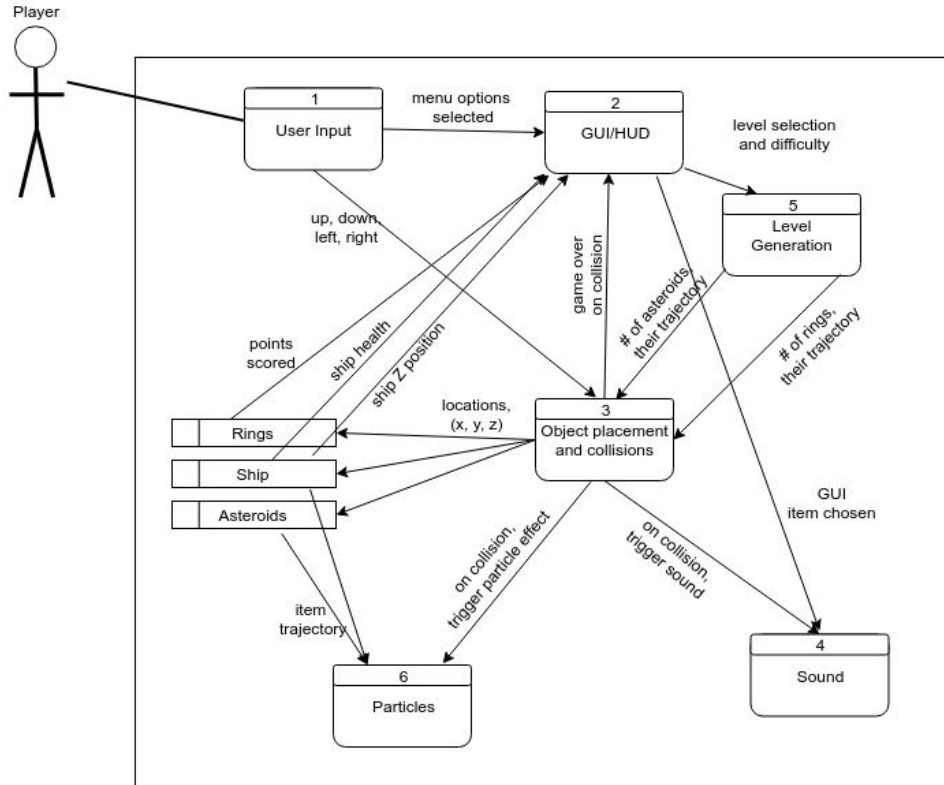 Player
1
User Input
menu options
selected
2
GUI/HUD
level selection
and difficulty
5
Level
Generation
up, down,
left, right
game over
on collision
# of asteroids,
their trajectory
# of rings,
their trajectory
points
scored
ship health
ship Z position
locations,
(x, y, z)
3
Object placement
and collisions
Rings
Ship
Asteroids
GUI
item chosen
on collision,
trigger particle effect
on collision,
trigger sound
item
trajectory
6
Particles
4
Sound